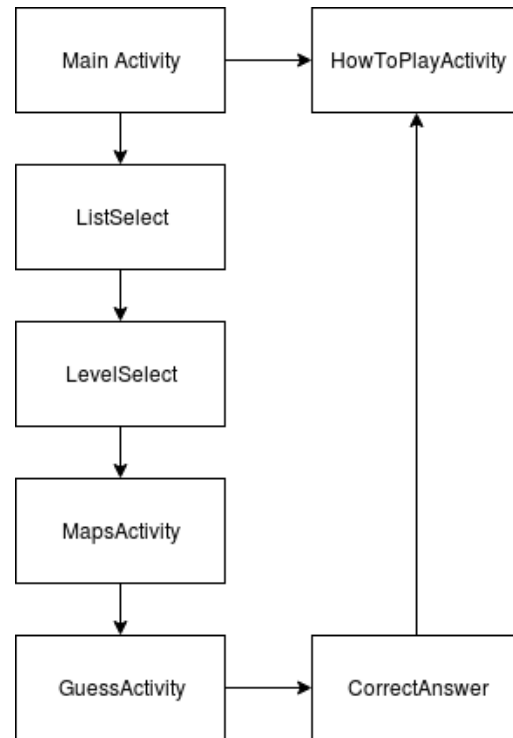 Main Activity
HowToPlayActivity
ListSelect
LevelSelect
MapsActivity
GuessActivity
CorrectAnswer